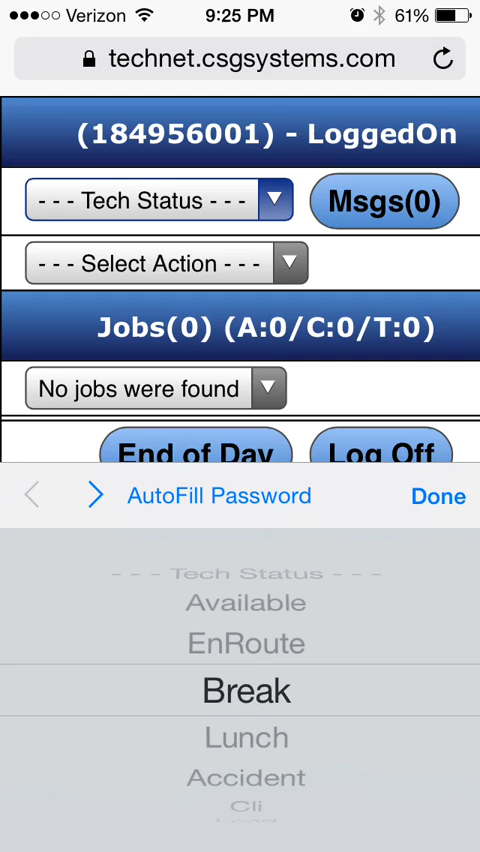 Verizon 9:25 PM 61%
technet.csgsystems.com
(184956001) - LoggedOn
- - - Tech Status - - - Msgs(0)
- - - Select Action - - -
Jobs(0) (A:0/C:0/T:0)
No jobs were found
End of Day Log Off
AutoFill Password Done
- - - Tech Status - - -
Available
EnRoute
Break
Lunch
Accident
Cli